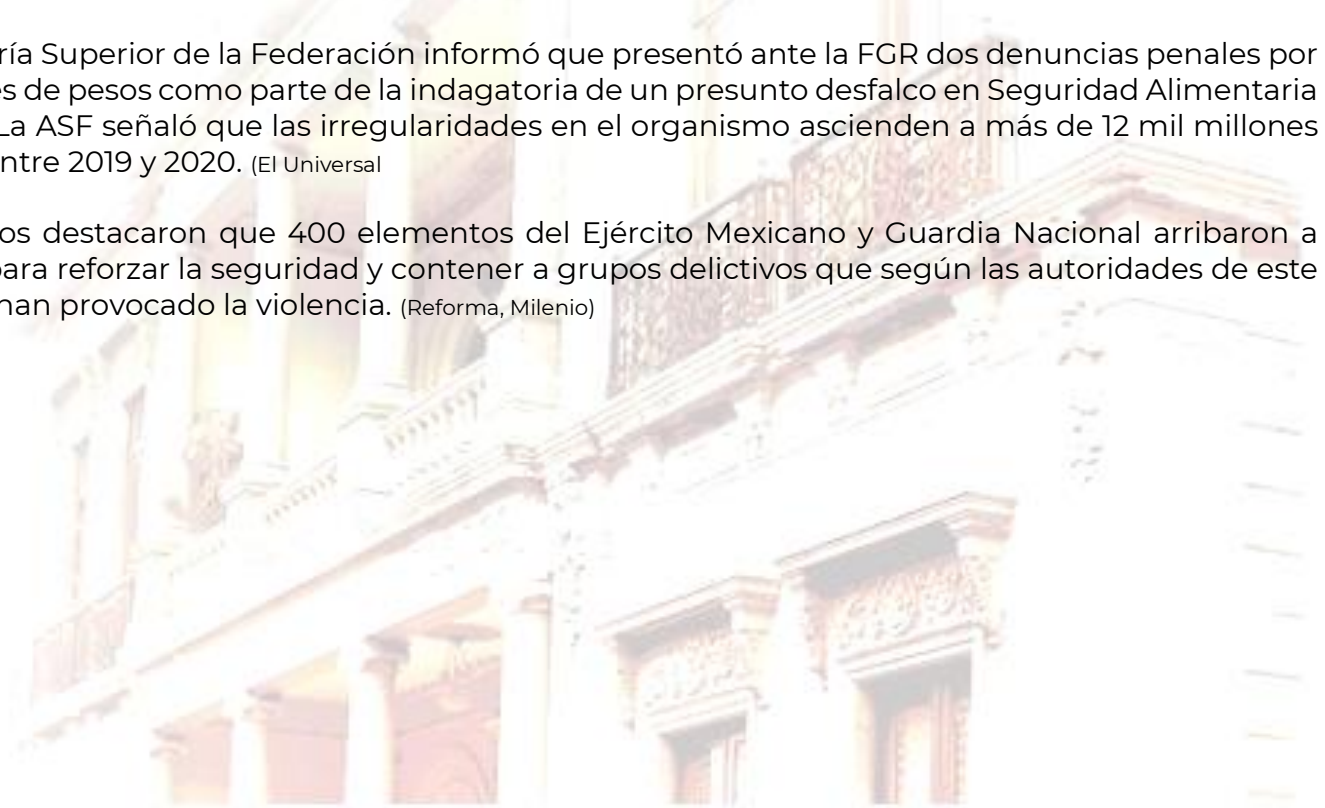 ría Superior de la Federación informó que presentó ante la FGR dos denuncias penales por
s de pesos como parte de la indagatoria de un presunto desfalco en Seguridad Alimentaria
La ASF señaló que las irregularidades en el organismo ascienden a más de 12 mil millones
ntre 2019 y 2020. (El Universal
os destacaron que 400 elementos del Ejército Mexicano y Guardia Nacional arribaron a
para reforzar la seguridad y contener a grupos delictivos que según las autoridades de este
han provocado la violencia. (Reforma, Milenio)